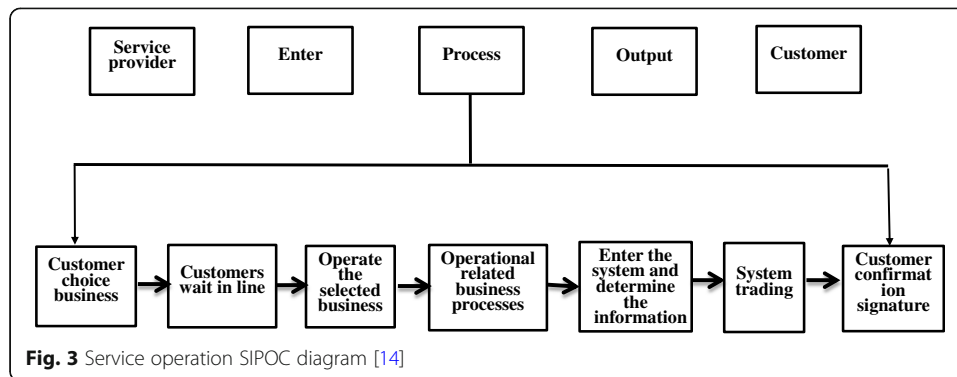 Service
provider
Enter
Process
Output
Customer
Customer
choice
business
Customers
wait in line
Operate
the
selected
business
Operational
related
business
processes
Enter the
system and
determine
the
information
System
trading
Customer
confirmat
ion
signature
Fig. 3 Service operation SIPOC diagram [14]